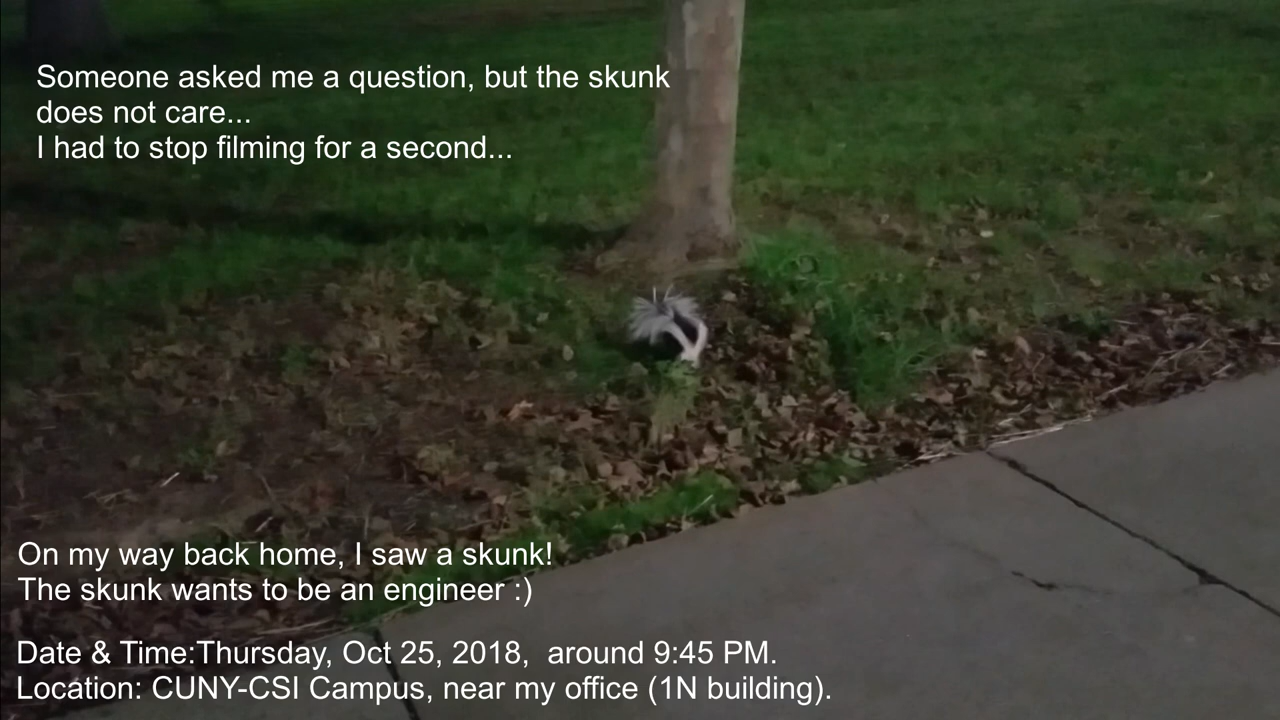 Someone asked me a question, but the skunk
does not care...
I had to stop filming for a second...
On my way back home, I saw a skunk!
The skunk wants to be an engineer :)
Date & Time:Thursday, Oct 25, 2018,  around 9:45 PM.
Location: CUNY-CSI Campus, near my office (1N building).